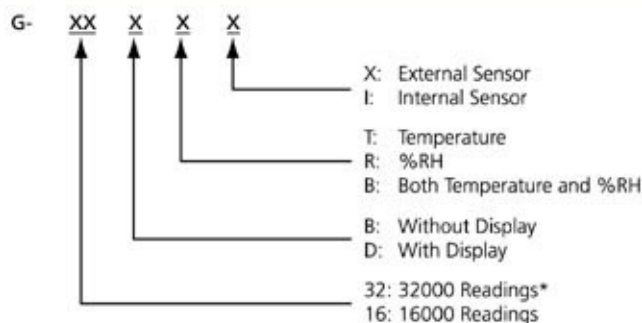 G- XX X X X
X: External Sensor
I: Internal Sensor
T: Temperature
R: %RH
B: Both Temperature and %RH
B: Without Display
D: With Display
32: 32000 Readings*
16: 16000 Readings